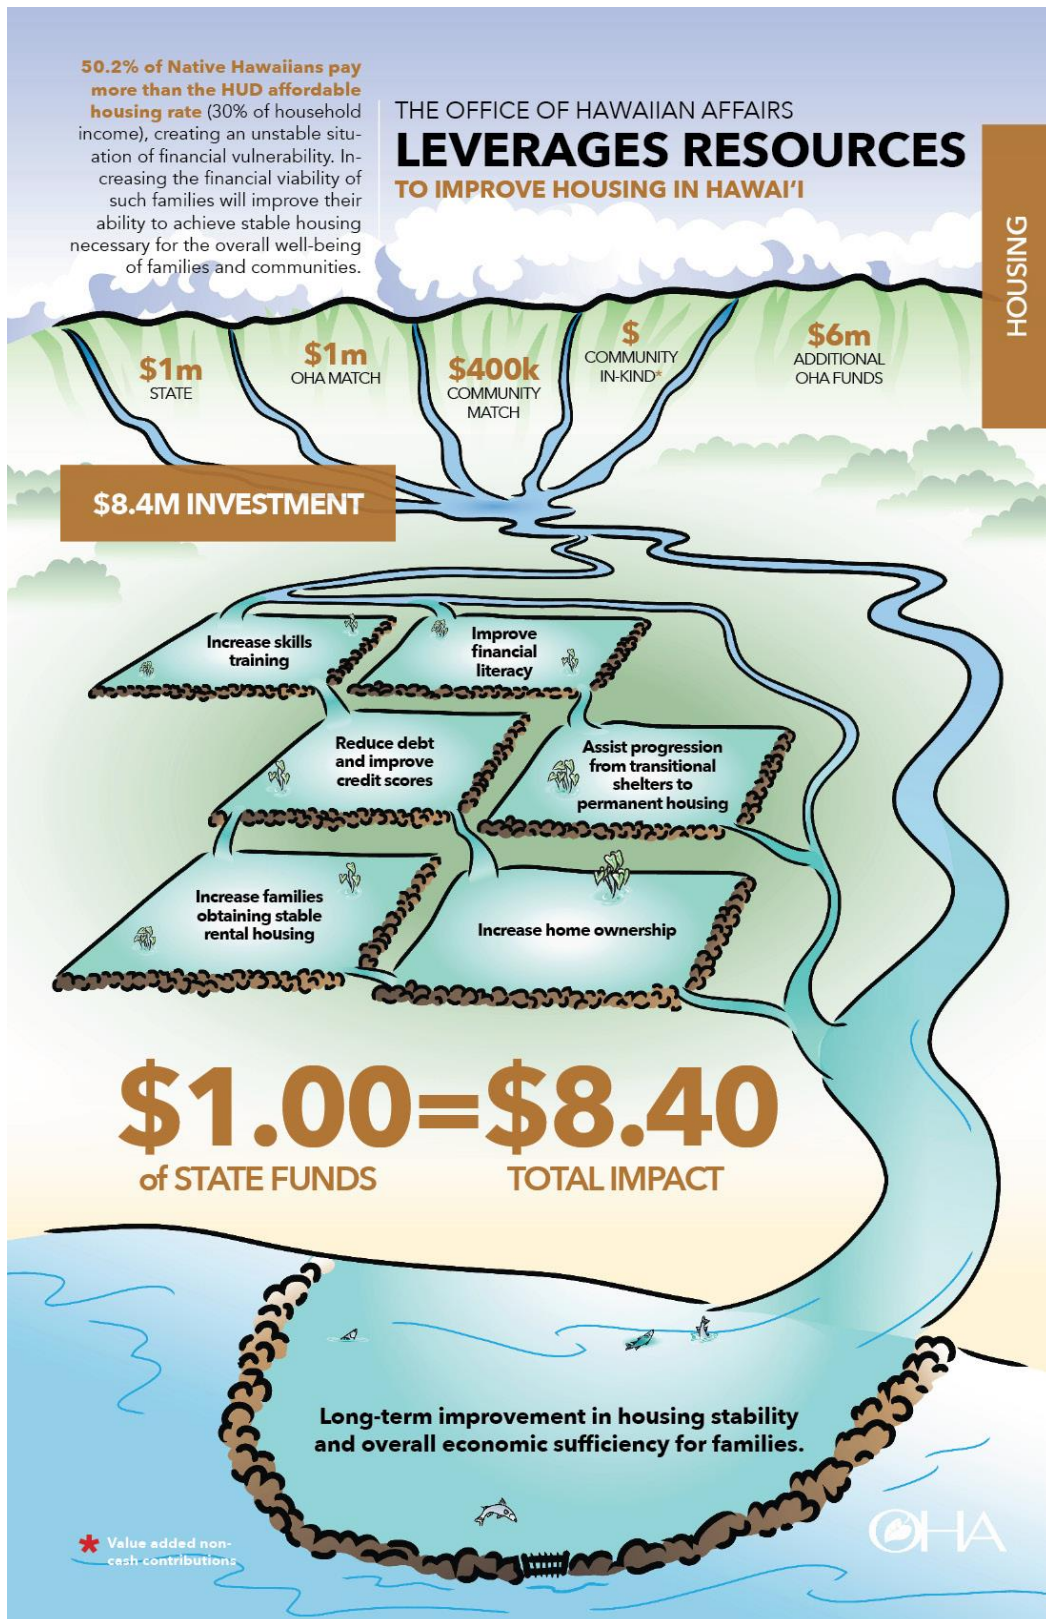 50.2% of Native Hawaiians pay
more than the HUD affordable
housing rate (30% of household
income), creating an unstable situ-
ation of financial vulnerability. In-
creasing the financial viability of
such families will improve their
ability to achieve stable housing
necessary for the overall well-being
of families and communities.
THE OFFICE OF HAWAIIAN AFFAIRS
LEVERAGES RESOURCES
TO IMPROVE HOUSING IN HAWAI'I
HOUSING
$1m
STATE
$1m
OHA MATCH
$400k
COMMUNITY
MATCH
$
COMMUNITY
IN-KIND*
$6m
ADDITIONAL
OHA FUNDS
$8.4M INVESTMENT
Increase skills
training
Improve
financial
literacy
Reduce debt
and improve
credit scores
Assist progression
from transitional
shelters to
permanent housing
Increase families
obtaining stable
rental housing
Increase home ownership
$1.00=$8.40
of STATE FUNDS TOTAL IMPACT
Long-term improvement in housing stability
and overall economic sufficiency for families.
* Value added non-
cash contributions
OHA